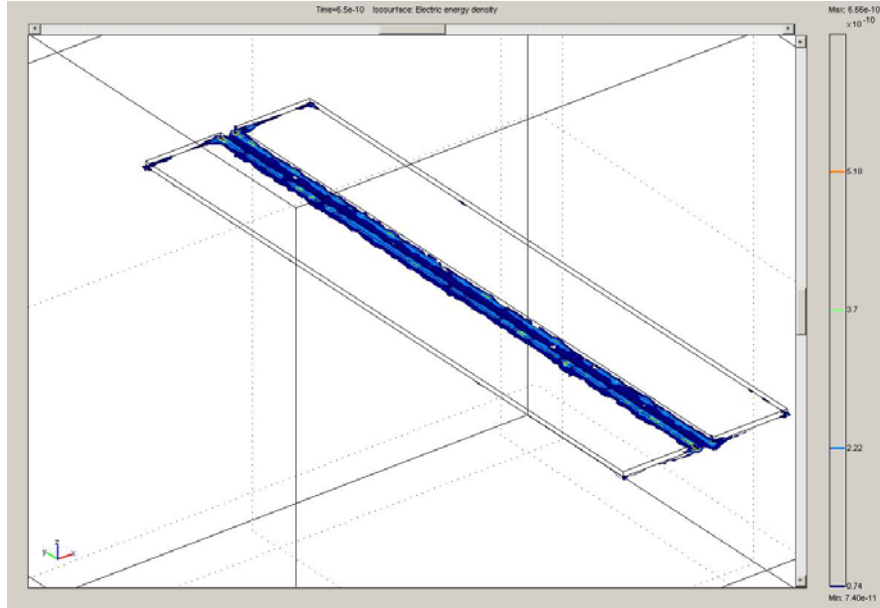 Time=6.5e-10 Isosurface: Electric energy density
Max: 6.66e-10
×10⁻¹⁰
5.18
3.7
2.22
0.74
Min: 7.40e-11
z
y
x